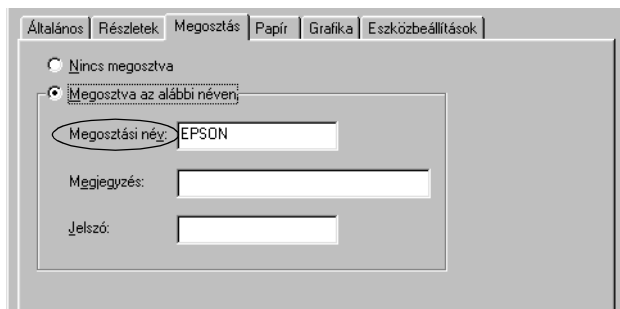 Általános Részletek Megosztás Papír Grafika Eszközbeállítások
Nincs megosztva
Megosztva az alábbi néven:
Megosztási név: EPSON
Megjegyzés:
Jelszó: